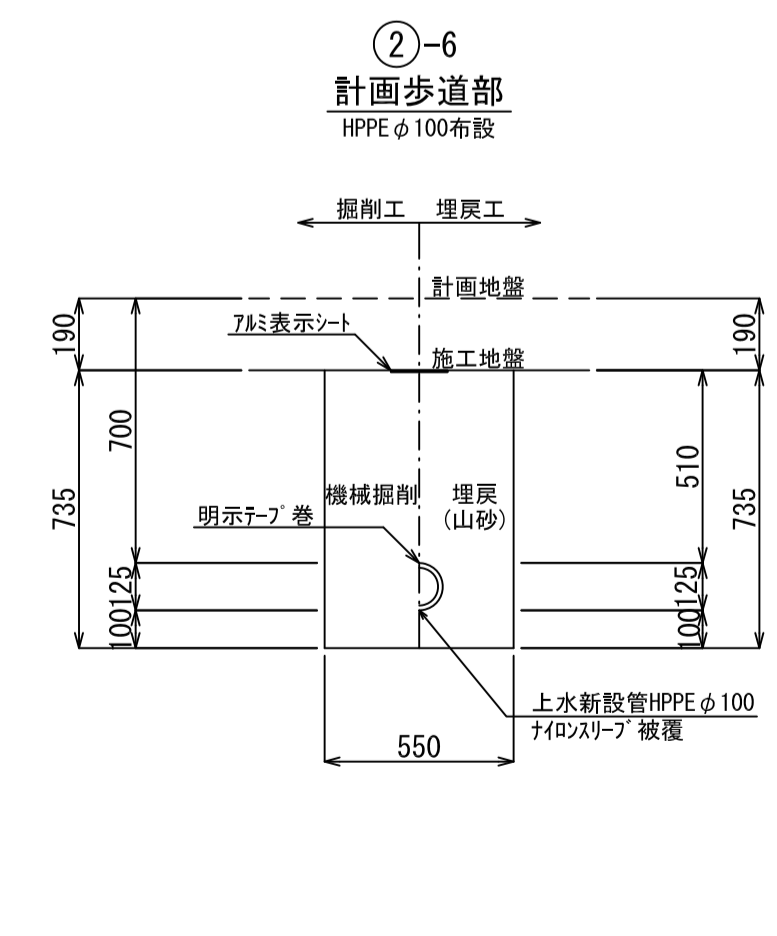 ②-6
計画歩道部
HPPEφ100布設
掘削工 埋戻工
計画地盤
190
190
アルミ表示シート
施工地盤
700
510
735
735
機械掘削
埋戻
(山砂)
明示テープ巻
125
125
100
100
上水新設管HPPEφ100
ナイロンスリーブ被覆
550